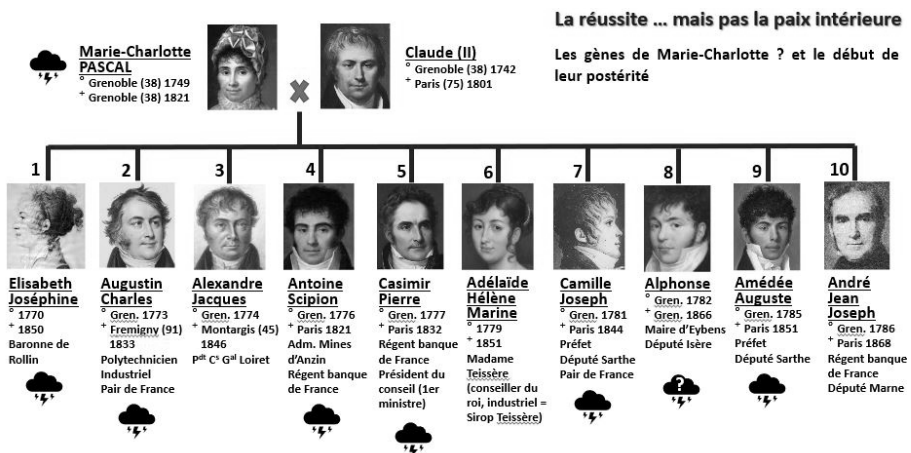 La réussite ... mais pas la paix intérieure
Les gènes de Marie-Charlotte ? et le début de
leur postérité
Marie-Charlotte
PASCAL
° Grenoble (38) 1749
+ Grenoble (38) 1821
Claude (II)
° Grenoble (38) 1742
+ Paris (75) 1801
1
2
3
4
5
6
7
8
9
10
Elisabeth
Joséphine
° 1770
+ 1850
Baronne de
Rollin
Augustin
Charles
° Gren. 1773
+ Fremigny (91)
1833
Polytechnicien
Industriel
Pair de France
Alexandre
Jacques
° Gren. 1774
+ Montargis (45)
1846
Pdt Cs Gal Loiret
Antoine
Scipion
° Gren. 1776
+ Paris 1821
Adm. Mines
d'Anzin
Régent banque
de France
Casimir
Pierre
° Gren. 1777
+ Paris 1832
Régent banque
de France
Président du
conseil (1er
ministre)
Adélaïde
Hélène
Marine
° 1779
+ 1851
Madame
Teissère
(conseiller du
roi, industriel =
Sirop Teissère)
Camille
Joseph
° Gren. 1781
+ Paris 1844
Préfet
Député Sarthe
Pair de France
Alphonse
° Gren. 1782
+ Gren. 1866
Maire d'Eybens
Député Isère
?
Amédée
Auguste
° Gren. 1785
+ Paris 1851
Préfet
Député Sarthe
André
Jean
Joseph
° Gren. 1786
+ Paris 1868
Régent banque
de France
Député Marne